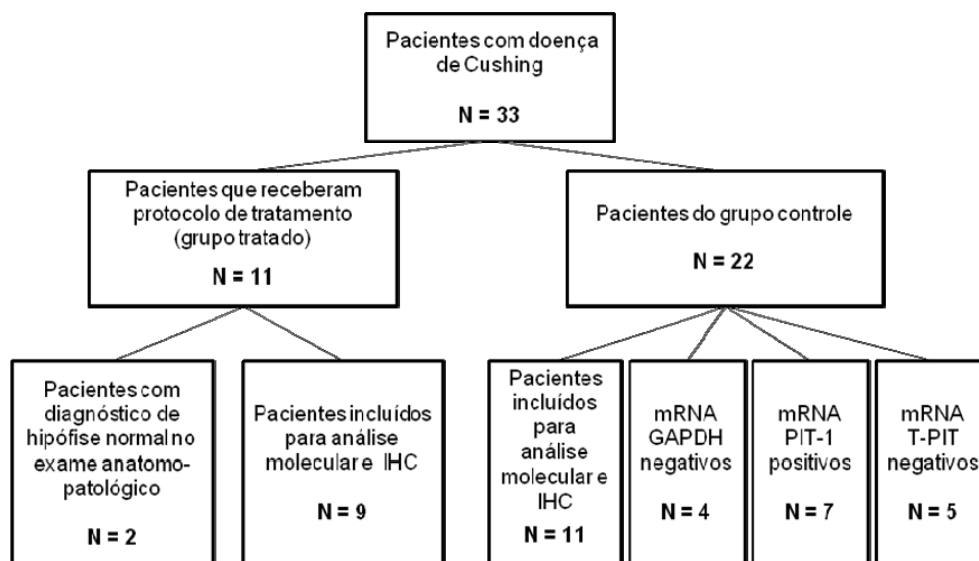 Pacientes com doença
de Cushing
N = 33
Pacientes que receberam
protocolo de tratamento
(grupo tratado)
N = 11
Pacientes do grupo controle
N = 22
Pacientes com
diagnóstico de
hipófise normal no
exame anatomo-
patológico
N = 2
Pacientes incluídos
para análise
molecular e IHC
N = 9
Pacientes
incluídos
para
análise
molecular e
IHC
N = 11
mRNA
GAPDH
negativos
N = 4
mRNA
PIT-1
positivos
N = 7
mRNA
T-PIT
negativos
N = 5